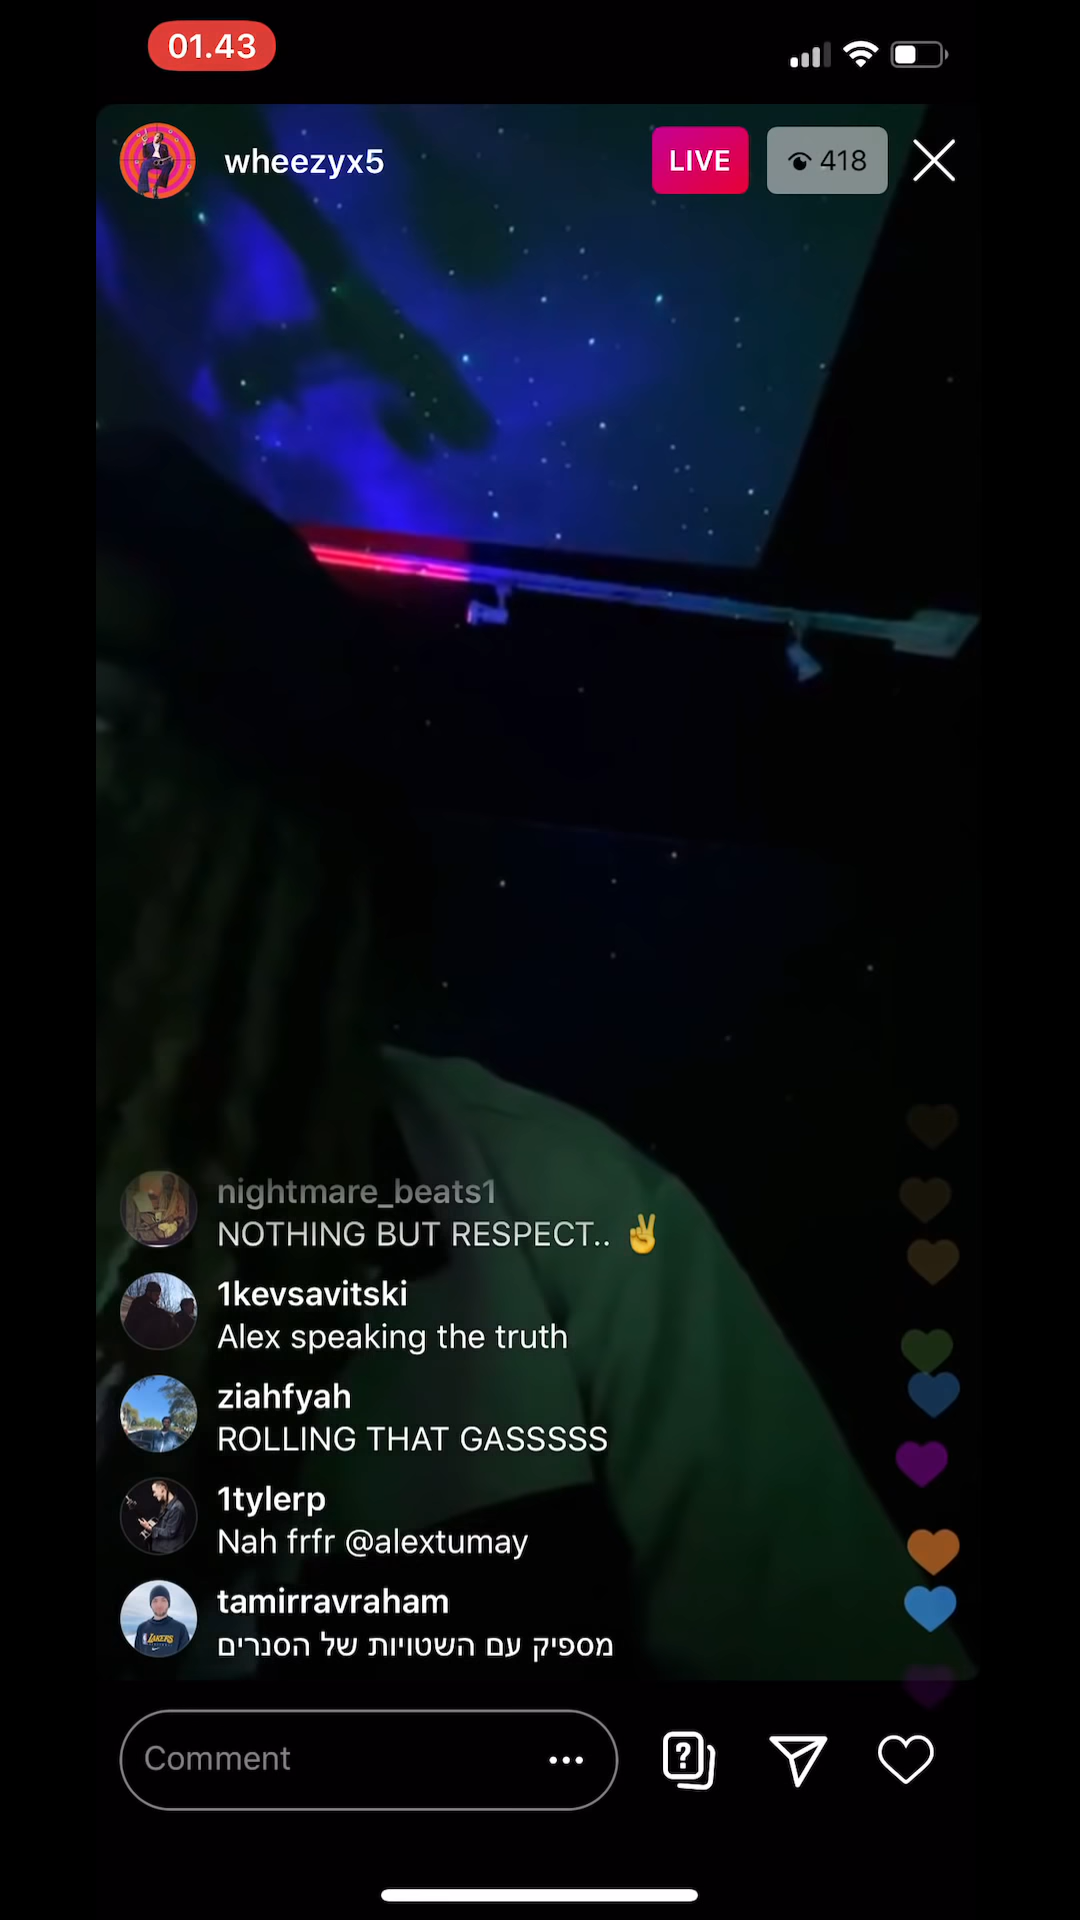 01.43
wheezyx5
LIVE
418
nightmare_beats1
NOTHING BUT RESPECT.. ✌
1kevsavitski
Alex speaking the truth
ziahfyah
ROLLING THAT GASSSSS
1tylerp
Nah frfr @alextumay
tamirravraham
מספיק עם השטויות של הסנרים
Comment